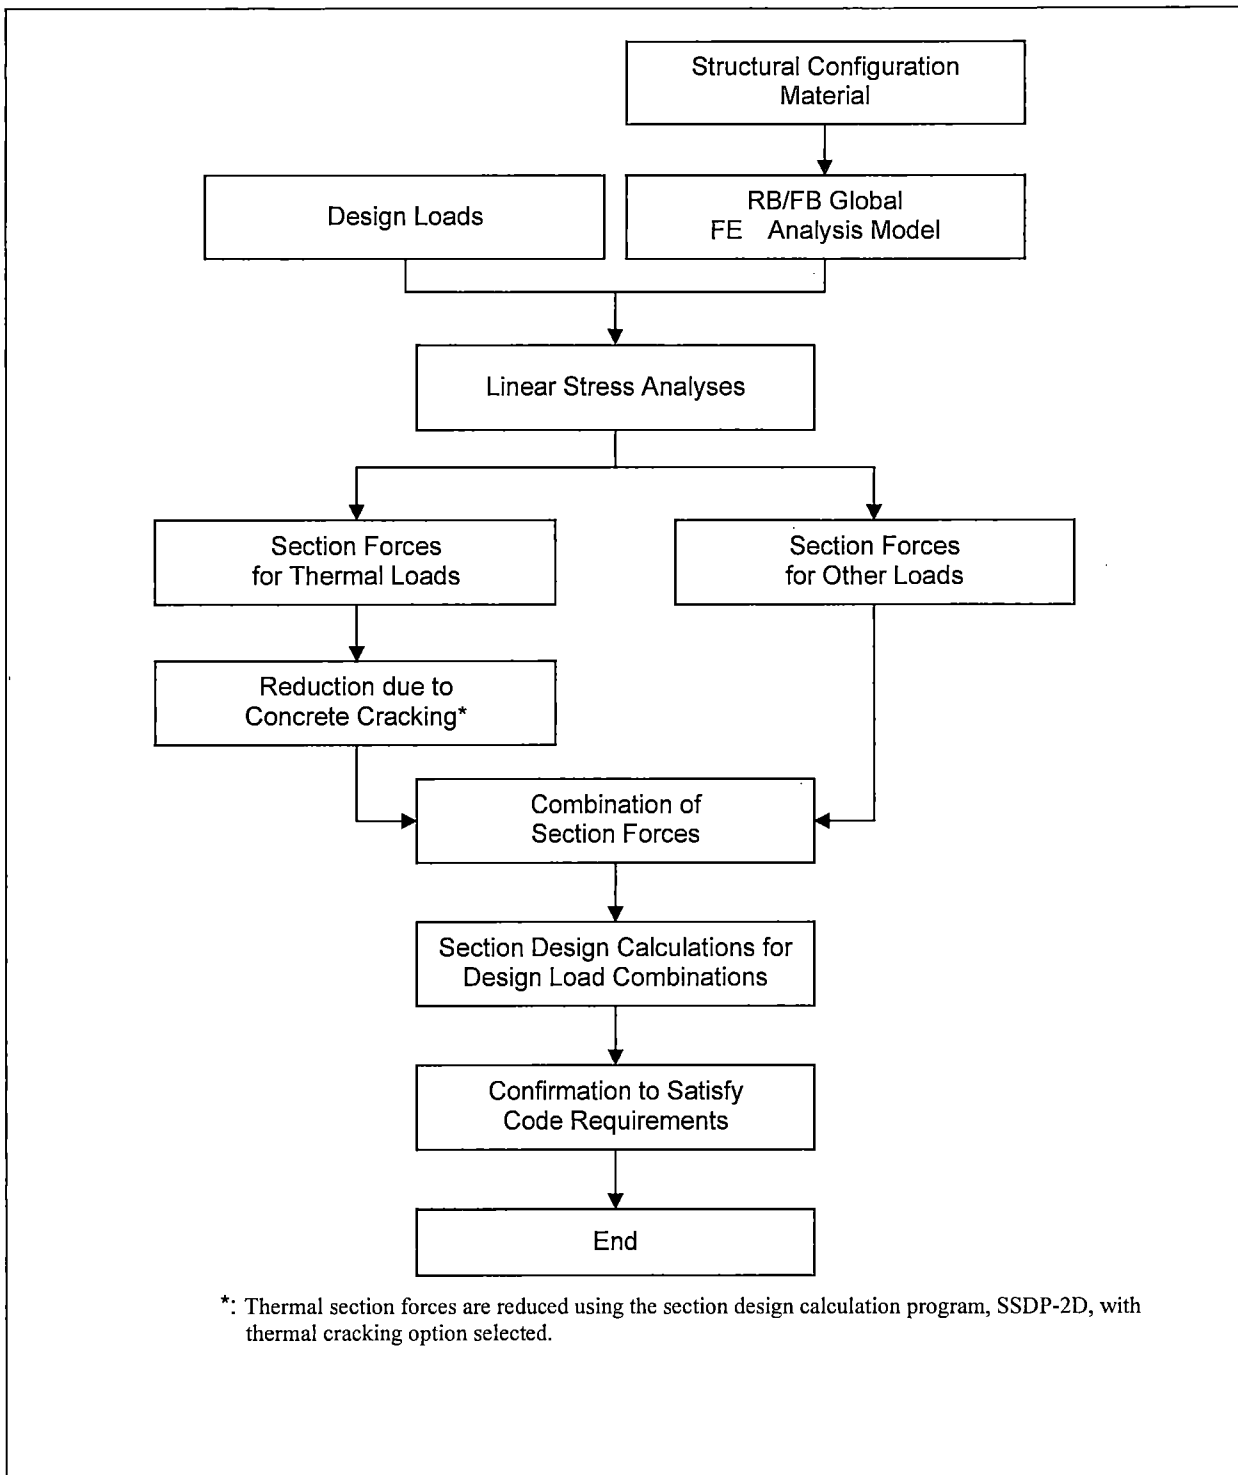 Structural Configuration
Material
Design Loads
RB/FB Global
FE Analysis Model
Linear Stress Analyses
Section Forces
for Thermal Loads
Section Forces
for Other Loads
Reduction due to
Concrete Cracking*
Combination of
Section Forces
Section Design Calculations for
Design Load Combinations
Confirmation to Satisfy
Code Requirements
End
*: Thermal section forces are reduced using the section design calculation program, SSDP-2D, with
thermal cracking option selected.